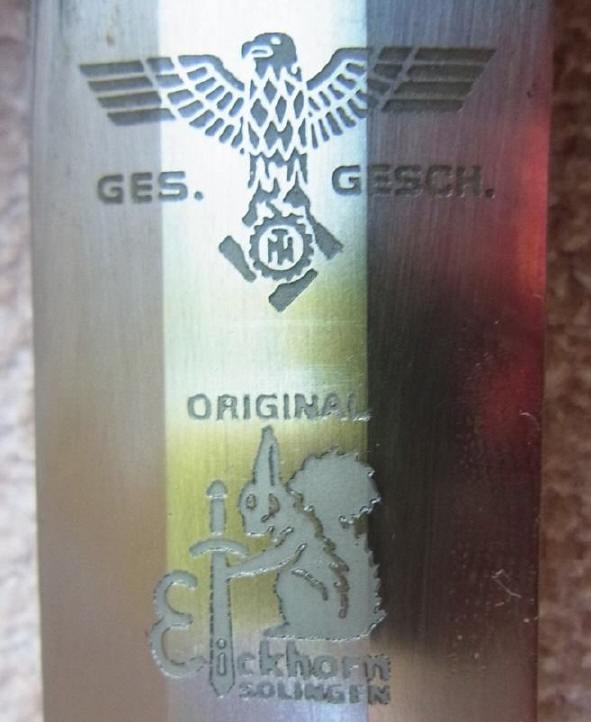 GES. GESCH.
ORIGINAL
Eickhorn
SOLINGEN